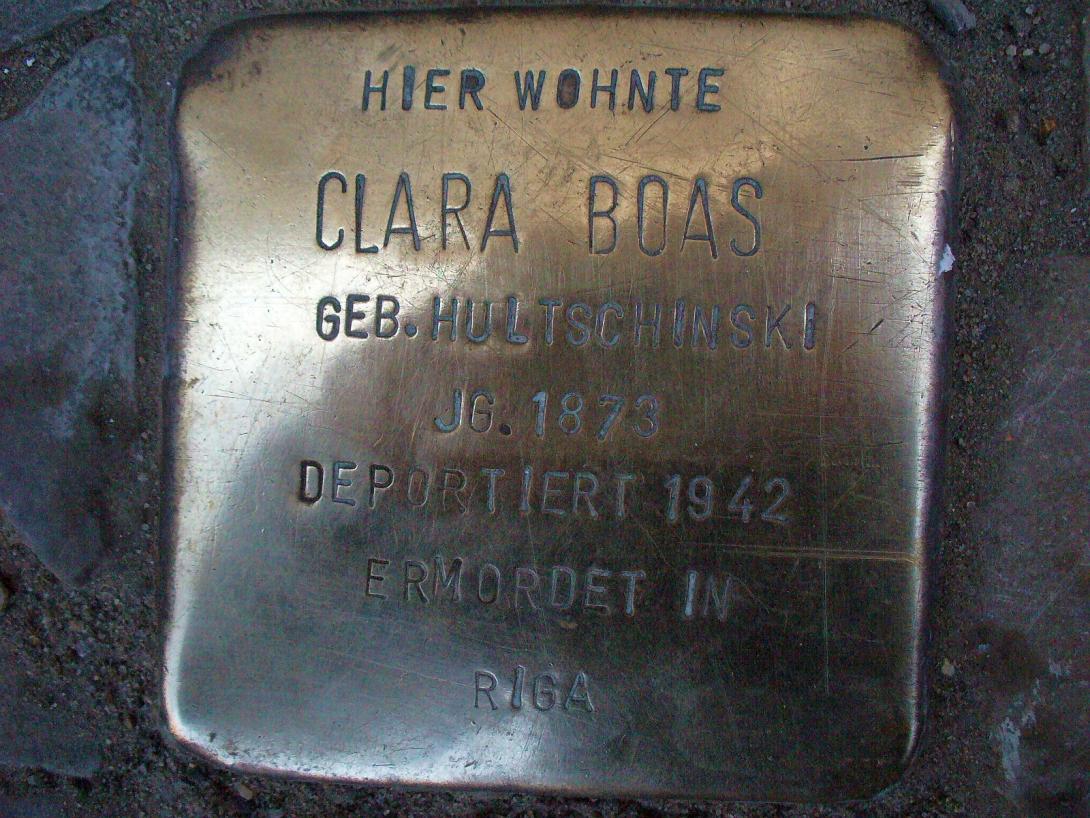 HIER WOHNTE
CLARA BOAS
GEB. HULTSCHINSKI
JG. 1873
DEPORTIERT 1942
ERMORDET IN
RIGA